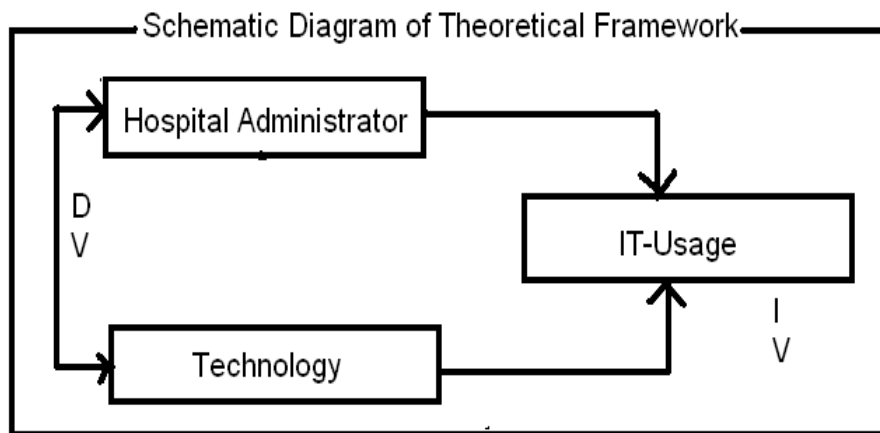 Schematic Diagram of Theoretical Framework
Hospital Administrator
D
V
IT-Usage
I
V
Technology